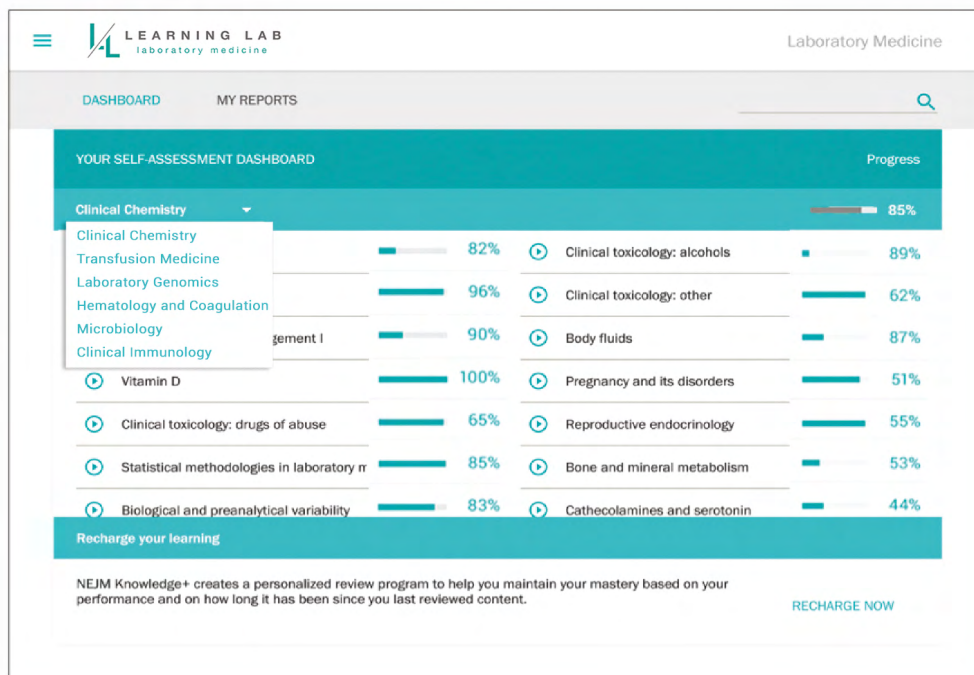 LEARNING LAB
laboratory medicine
Laboratory Medicine
DASHBOARD
MY REPORTS
YOUR SELF-ASSESSMENT DASHBOARD
Progress
Clinical Chemistry
85%
Clinical Chemistry
Transfusion Medicine
Laboratory Genomics
Hematology and Coagulation
Microbiology
Clinical Immunology
82%
96%
gement I
90%
Vitamin D
100%
Clinical toxicology: drugs of abuse
65%
Statistical methodologies in laboratory m
85%
Biological and preanalytical variability
83%
Clinical toxicology: alcohols
89%
Clinical toxicology: other
62%
Body fluids
87%
Pregnancy and its disorders
51%
Reproductive endocrinology
55%
Bone and mineral metabolism
53%
Cathecolamines and serotonin
44%
Recharge your learning
NEJM Knowledge+ creates a personalized review program to help you maintain your mastery based on your
performance and on how long it has been since you last reviewed content.
RECHARGE NOW